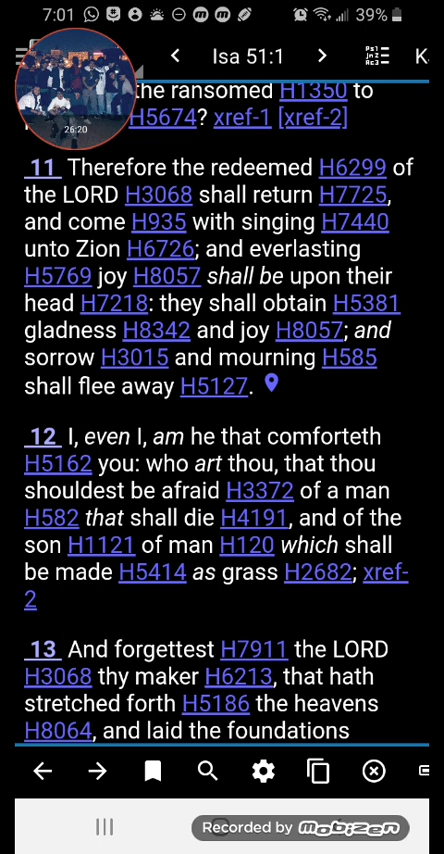 7:01 39%
Isa 51:1 K
the ransomed H1350 to
H5674? xref-1 [xref-2]
26:20
11 Therefore the redeemed H6299 of
the LORD H3068 shall return H7725,
and come H935 with singing H7440
unto Zion H6726; and everlasting
H5769 joy H8057 shall be upon their
head H7218: they shall obtain H5381
gladness H8342 and joy H8057; and
sorrow H3015 and mourning H585
shall flee away H5127.
12 I, even I, am he that comforteth
H5162 you: who art thou, that thou
shouldest be afraid H3372 of a man
H582 that shall die H4191, and of the
son H1121 of man H120 which shall
be made H5414 as grass H2682; xref-
2
13 And forgettest H7911 the LORD
H3068 thy maker H6213, that hath
stretched forth H5186 the heavens
H8064, and laid the foundations
Recorded by Mobizen